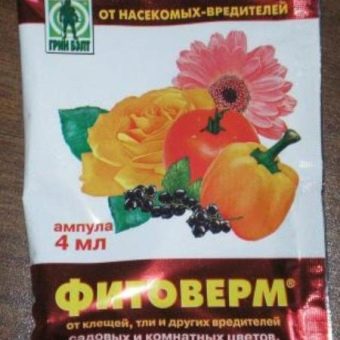 ГРИН БЭЛТ
ОТ НАСЕКОМЫХ-ВРЕДИТЕЛЕЙ
ампула
4 мл
ФИТОВЕРМ®
от клещей, тли и других вредителей
садовых и комнатных цветов,